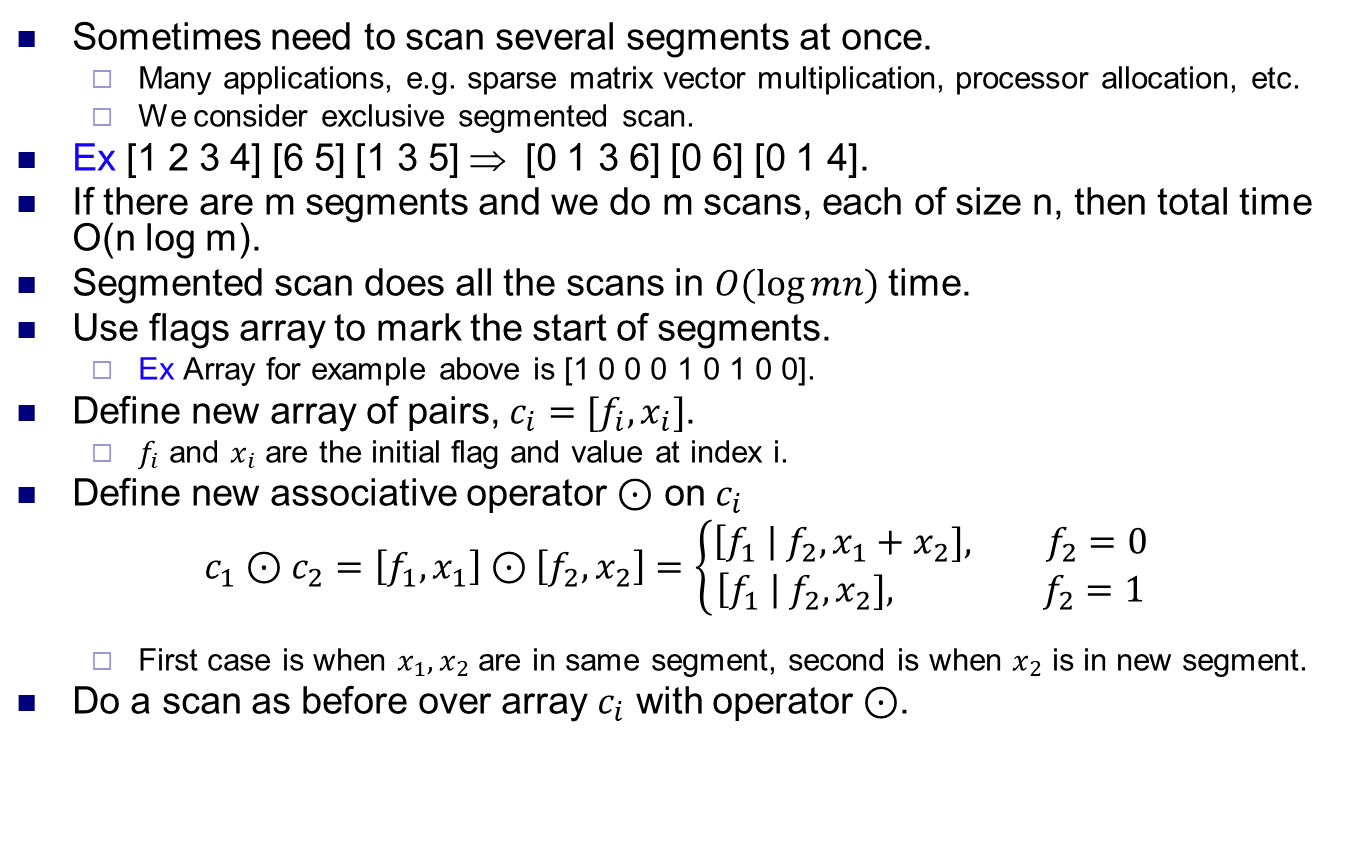 Sometimes need to scan several segments at once.
Many applications, e.g. sparse matrix vector multiplication, processor allocation, etc.
We consider exclusive segmented scan.
Ex [1 2 3 4] [6 5] [1 3 5] ⇒ [0 1 3 6] [0 6] [0 1 4].
If there are m segments and we do m scans, each of size n, then total time
O(n log m).
Segmented scan does all the scans in O(log mn) time.
Use flags array to mark the start of segments.
Ex Array for example above is [1 0 0 0 1 0 1 0 0].
Define new array of pairs, cᵢ = [fᵢ, xᵢ].
fᵢ and xᵢ are the initial flag and value at index i.
Define new associative operator ⊙ on cᵢ
c₁ ⊙ c₂ = [f₁, x₁] ⊙ [f₂, x₂] = { [f₁ | f₂, x₁ + x₂], f₂ = 0
[f₁ | f₂, x₂], f₂ = 1
First case is when x₁, x₂ are in same segment, second is when x₂ is in new segment.
Do a scan as before over array cᵢ with operator ⊙.